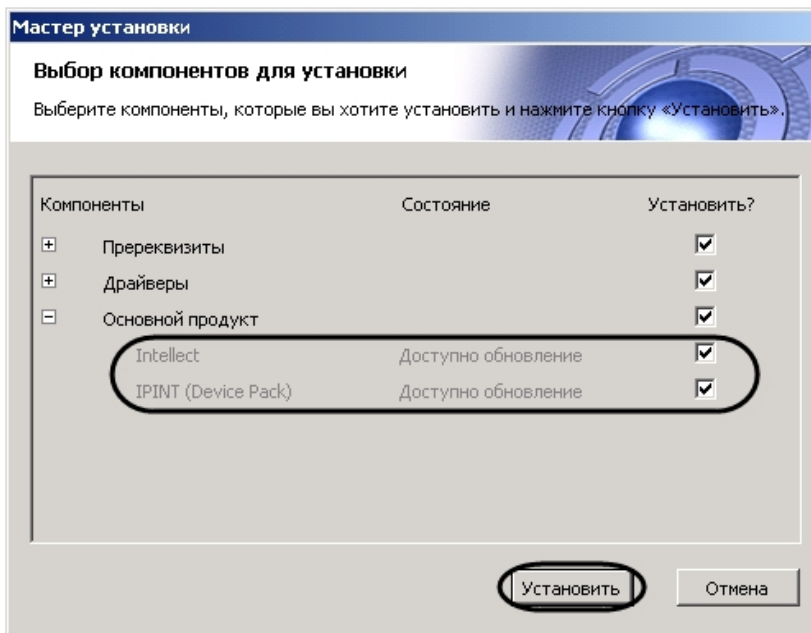 Мастер установки
Выбор компонентов для установки
Выберите компоненты, которые вы хотите установить и нажмите кнопку «Установить».
Компоненты Состояние Установить?
Пререквизиты
Драйверы
Основной продукт
Intellect Доступно обновление
IPINT (Device Pack) Доступно обновление
Установить Отмена